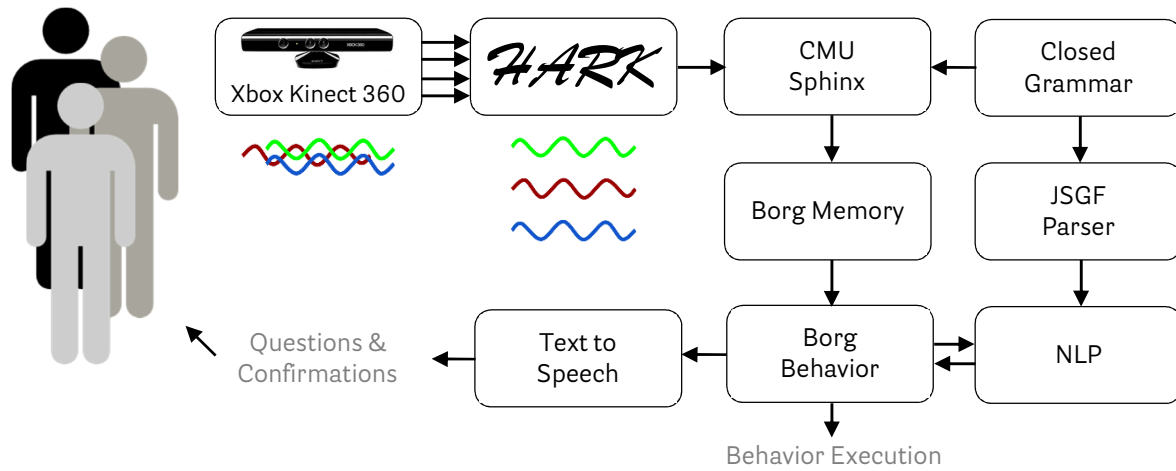 Xbox Kinect 360
HARK
CMU
Sphinx
Closed
Grammar
Borg Memory
JSGF
Parser
Questions &
Confirmations
Text to
Speech
Borg
Behavior
NLP
Behavior Execution